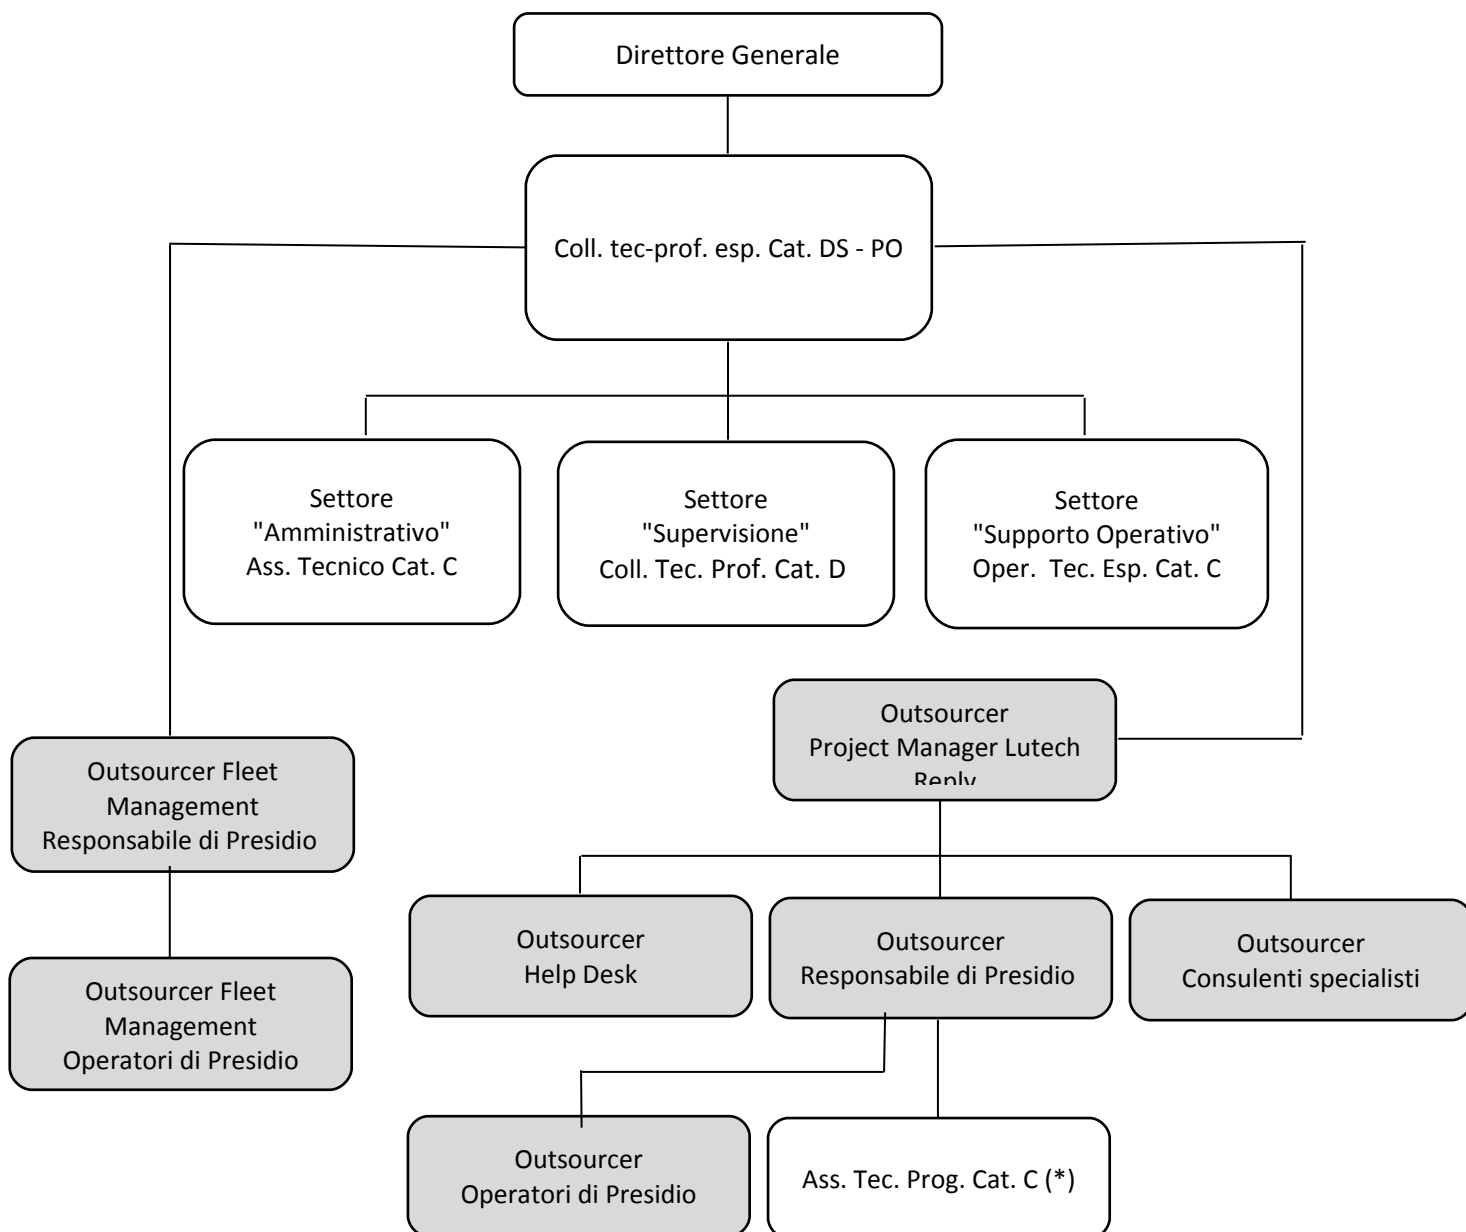 Direttore Generale
Coll. tec-prof. esp. Cat. DS - PO
Settore
"Amministrativo"
Ass. Tecnico Cat. C
Settore
"Supervisione"
Coll. Tec. Prof. Cat. D
Settore
"Supporto Operativo"
Oper. Tec. Esp. Cat. C
Outsourcer
Project Manager Lutech
Reply
Outsourcer Fleet
Management
Responsabile di Presidio
Outsourcer
Help Desk
Outsourcer
Responsabile di Presidio
Outsourcer
Consulenti specialisti
Outsourcer Fleet
Management
Operatori di Presidio
Outsourcer
Operatori di Presidio
Ass. Tec. Prog. Cat. C (*)